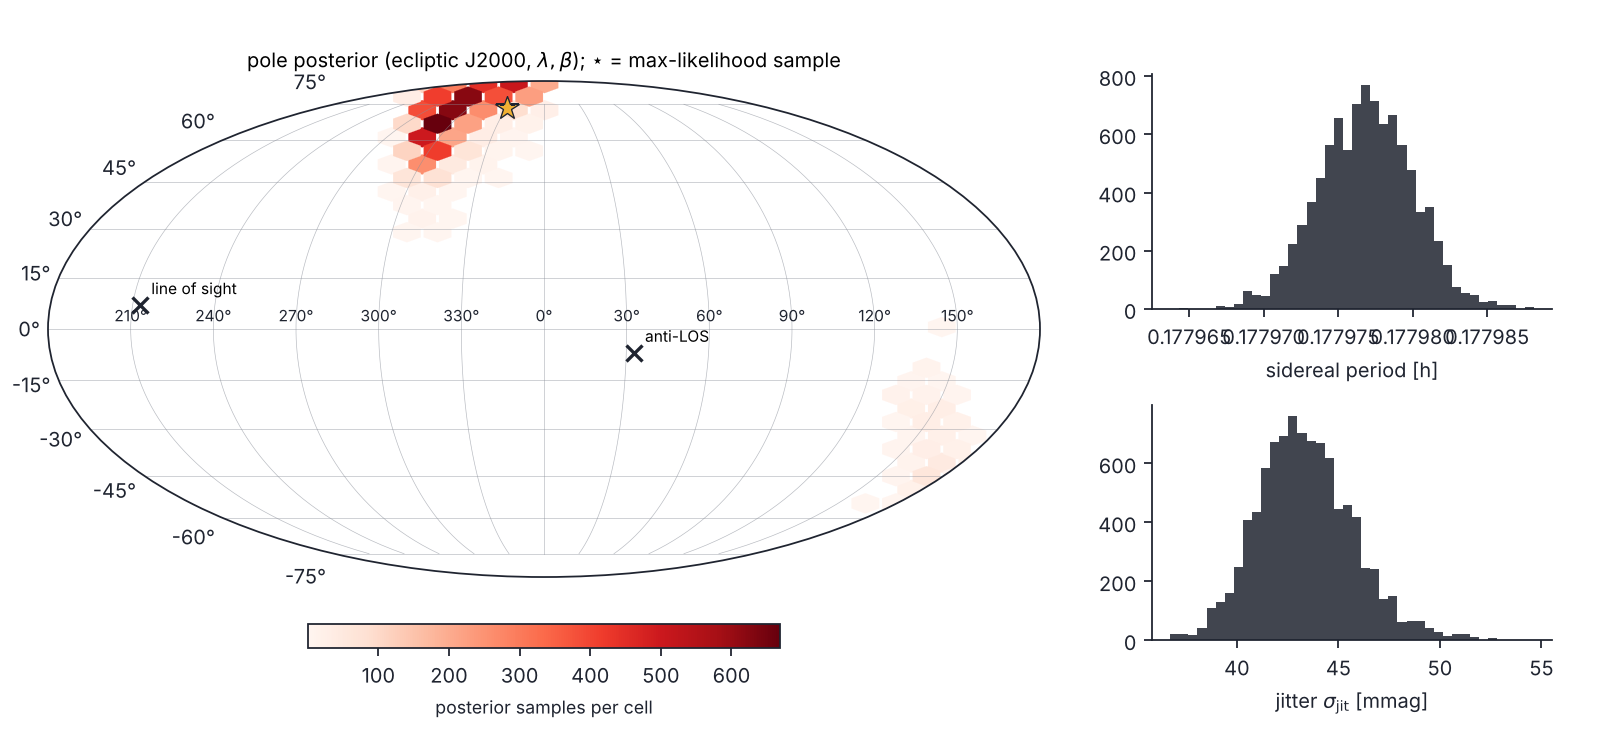 pole posterior (ecliptic J2000, λ, β); ⋆ = max-likelihood sample
75°
60°
45°
30°
15°
0°
-15°
-30°
-45°
-60°
-75°
line of sight
210° 240° 270° 300° 330° 0° 30° 60° 90° 120° 150°
anti-LOS
100 200 300 400 500 600
posterior samples per cell
800
600
400
200
0
0.177965 0.177970 0.177975 0.177980 0.177985
sidereal period [h]
600
400
200
0
40 45 50 55
jitter σjit [mmag]